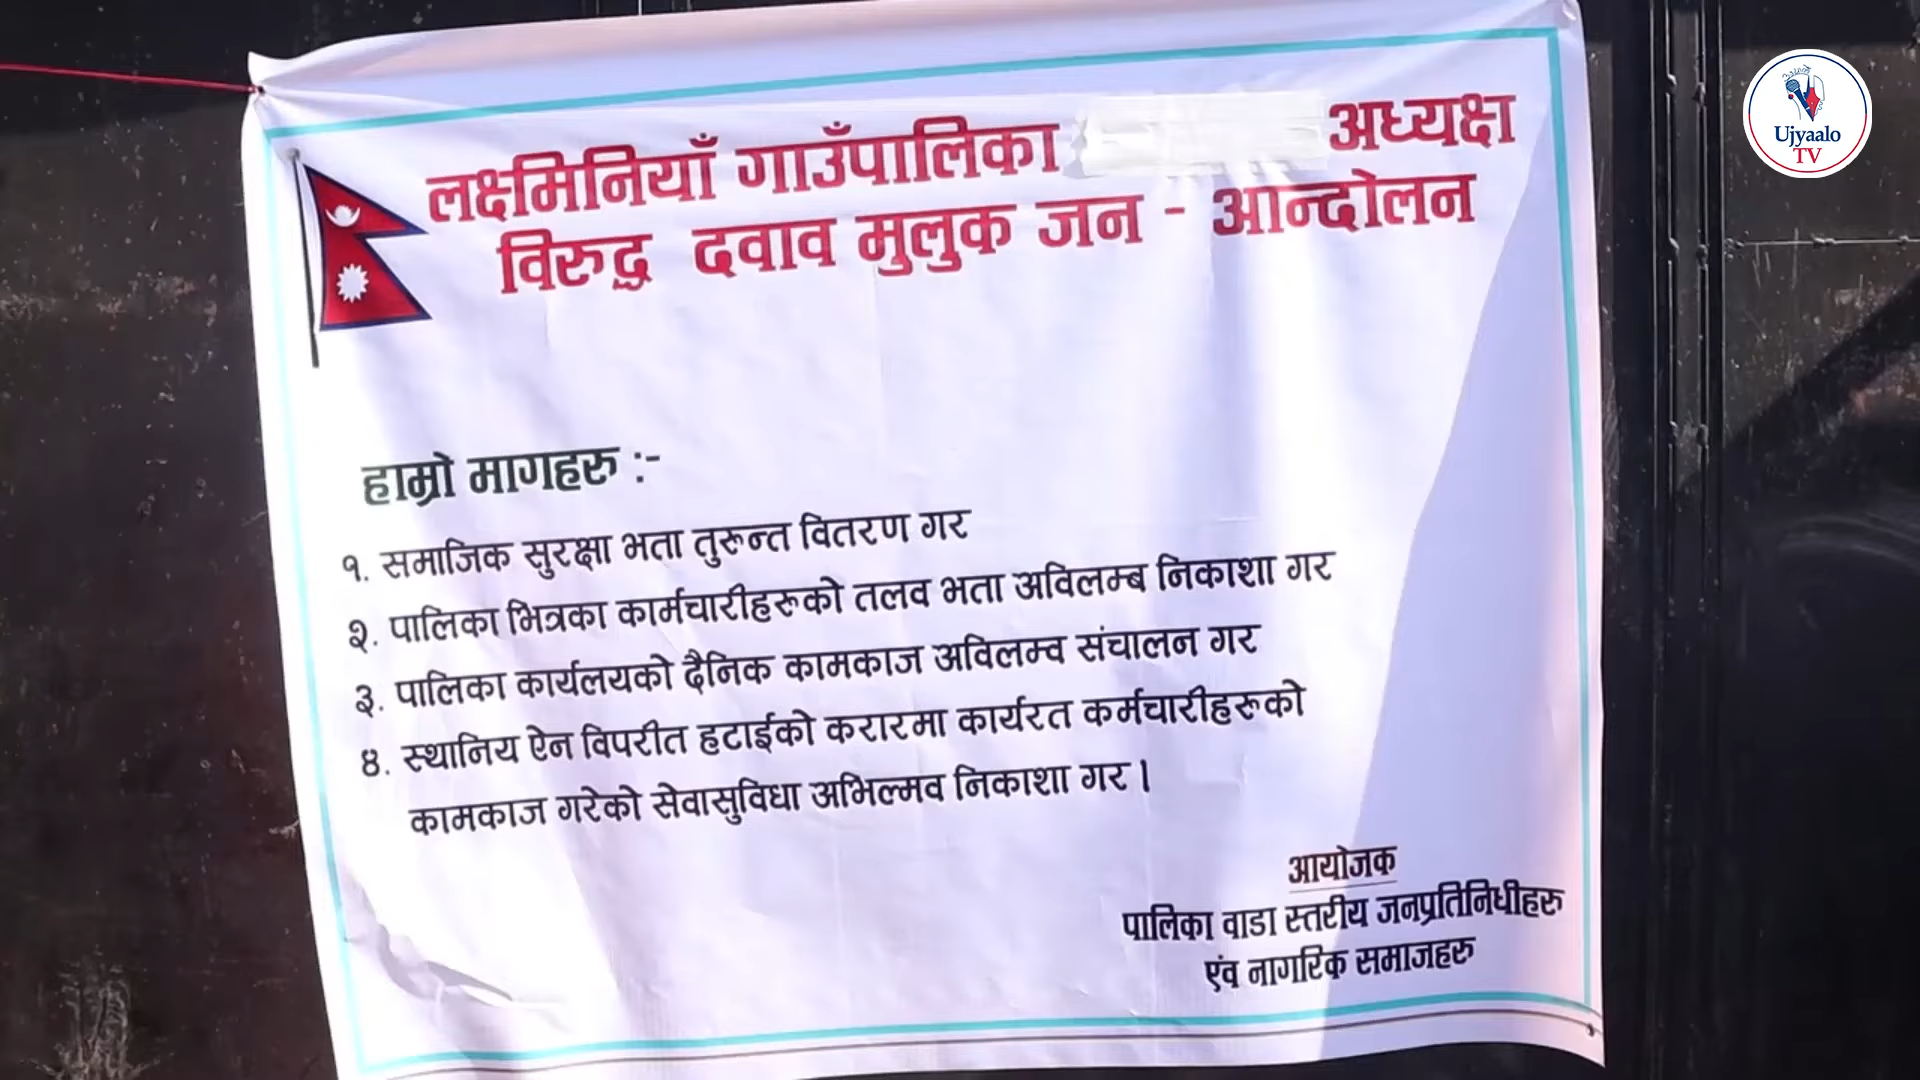 लक्ष्मिनियाँ गाउँपालिका अध्यक्ष
विरुद्ध दवाव मुलुक जन - आन्दोलन
हाम्रो मागहरु :-
१. समाजिक सुरक्षा भता तुरून्त वितरण गर
२. पालिका भित्रका कार्मचारीहरूको तलव भता अविलम्ब निकाशा गर
३. पालिका कार्यलयको दैनिक कामकाज अविलम्व संचालन गर
४. स्थानिय ऐन विपरीत हटाईको करारमा कार्यरत कर्मचारीहरूको
कामकाज गरेको सेवासुविधा अभिल्मव निकाशा गर ।
आयोजक
पालिका वाडा स्तरीय जनप्रतिनिधीहरु
एंव नागरिक समाजहरु
Ujyaalo
TV